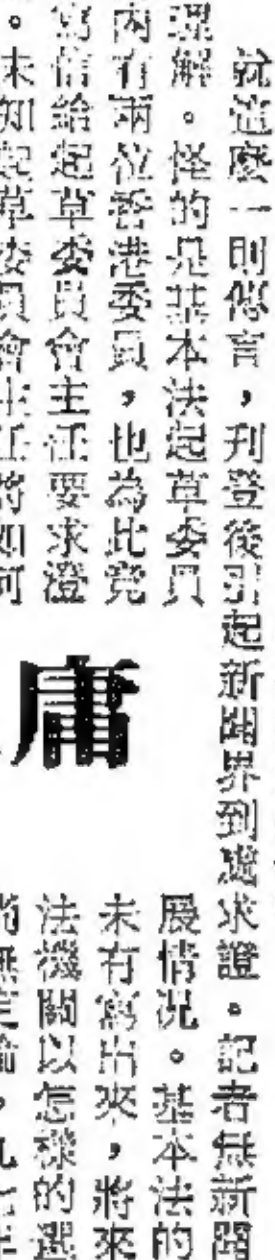 就這麼一則傳言，刊登後引起新聞界到處求證。記者無新聞
理解。怪的是基本法起草委員
內有兩位香港委員，也為此竟
寫信給起草委員會主任要求澄
。未知起草委員會主任將如何
庸
展情況。基本法的
未有寫出來，將來
法機關以怎樣的選
無定論，九七